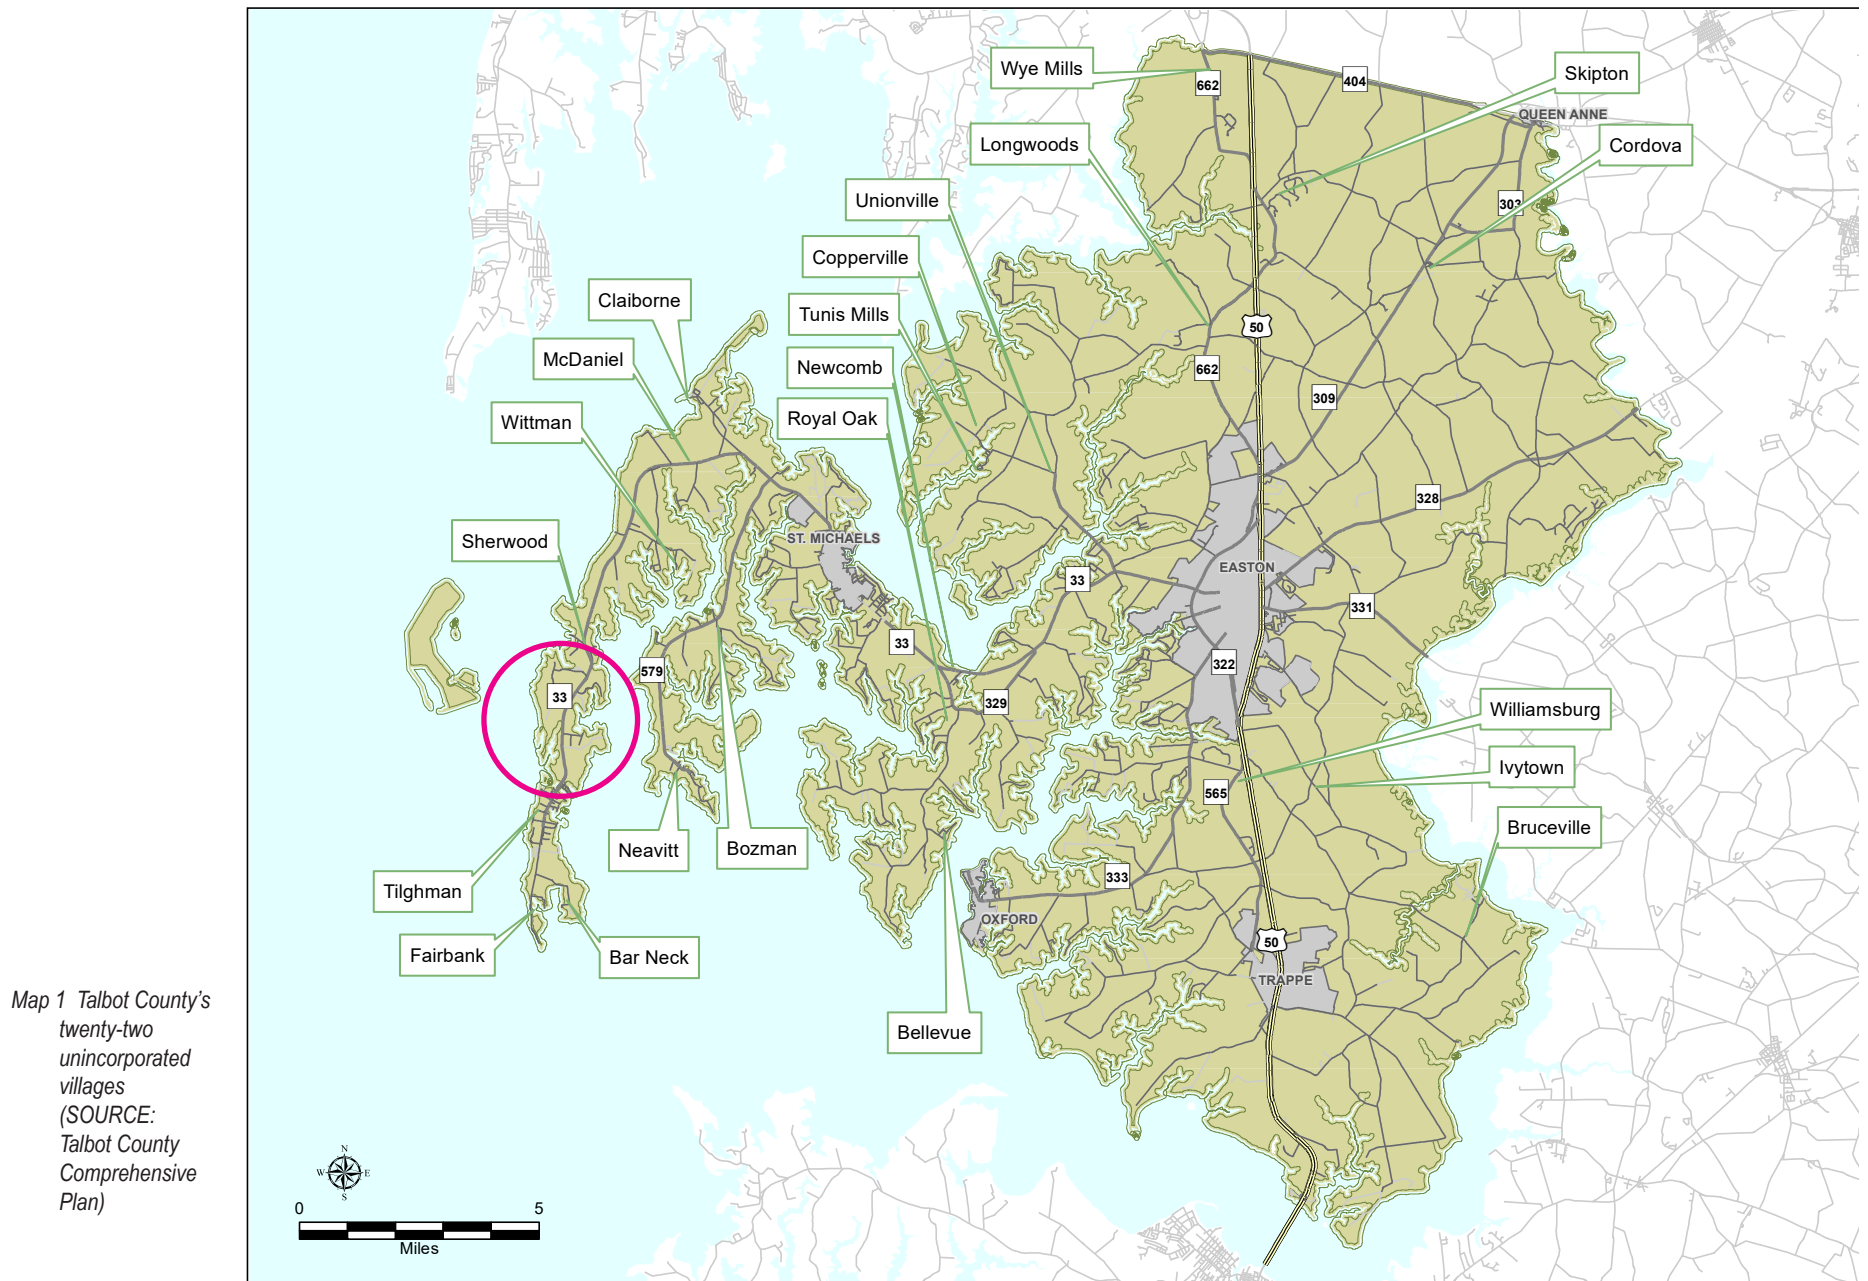 Wye Mills
Skipton
404
662
QUEEN ANNE
Longwoods
Cordova
Unionville
303
Copperville
Claiborne
Tunis Mills
50
McDaniel
Newcomb
662
309
Wittman
Royal Oak
328
Sherwood
ST. MICHAELS
EASTON
33
331
33
579
322
33
329
Williamsburg
Ivytown
565
Bruceville
Neavitt
Bozman
333
Tilghman
OXFORD
50
Fairbank
Bar Neck
TRAPPE
Bellevue
Map 1 Talbot County’s
twenty-two
unincorporated
villages
(SOURCE:
Talbot County
Comprehensive
Plan)
N
W E
S
0 5
Miles